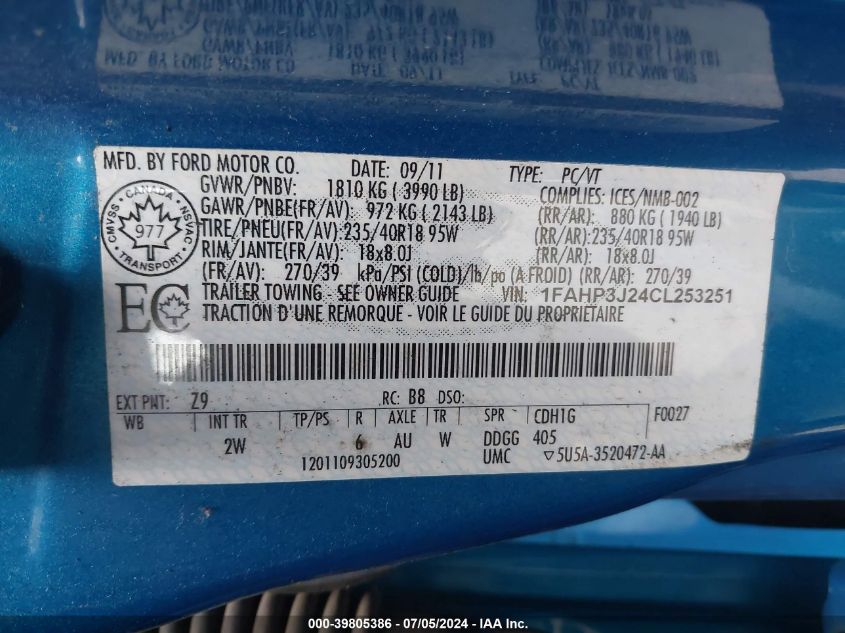 MFD. BY FORD MOTOR CO. DATE: 09/11 TYPE: PC/VT
GVWR/PNBV: 1810 KG ( 3990 LB) COMPLIES: ICES/NMB-002
GAWR/PNBE(FR/AV): 972 KG ( 2143 LB) (RR/AR): 880 KG ( 1940 LB)
TIRE/PNEU(FR/AV): 235/40R18 95W (RR/AR): 235/40R18 95W
RIM/JANTE(FR/AV): 18x8.0J (RR/AR): 18x8.0J
(FR/AV): 270/39 kPa/PSI (COLD)/lb/po (A FROID) (RR/AR): 270/39
TRAILER TOWING - SEE OWNER GUIDE VIN: 1FAHP3J24CL253251
TRACTION D'UNE REMORQUE - VOIR LE GUIDE DU PROPRIETAIRE
CANADA
CMVSS 977 NSVAC
TRANSPORT
EC
EXT PNT: Z9 RC: B8 DSO:
WB INT TR TP/PS R AXLE TR SPR CDH1G F0027
2W 6 AU W DDGG 405
1201109305200 UMC ▽5U5A-3520472-AA
000-39805386 - 07/05/2024 - IAA Inc.